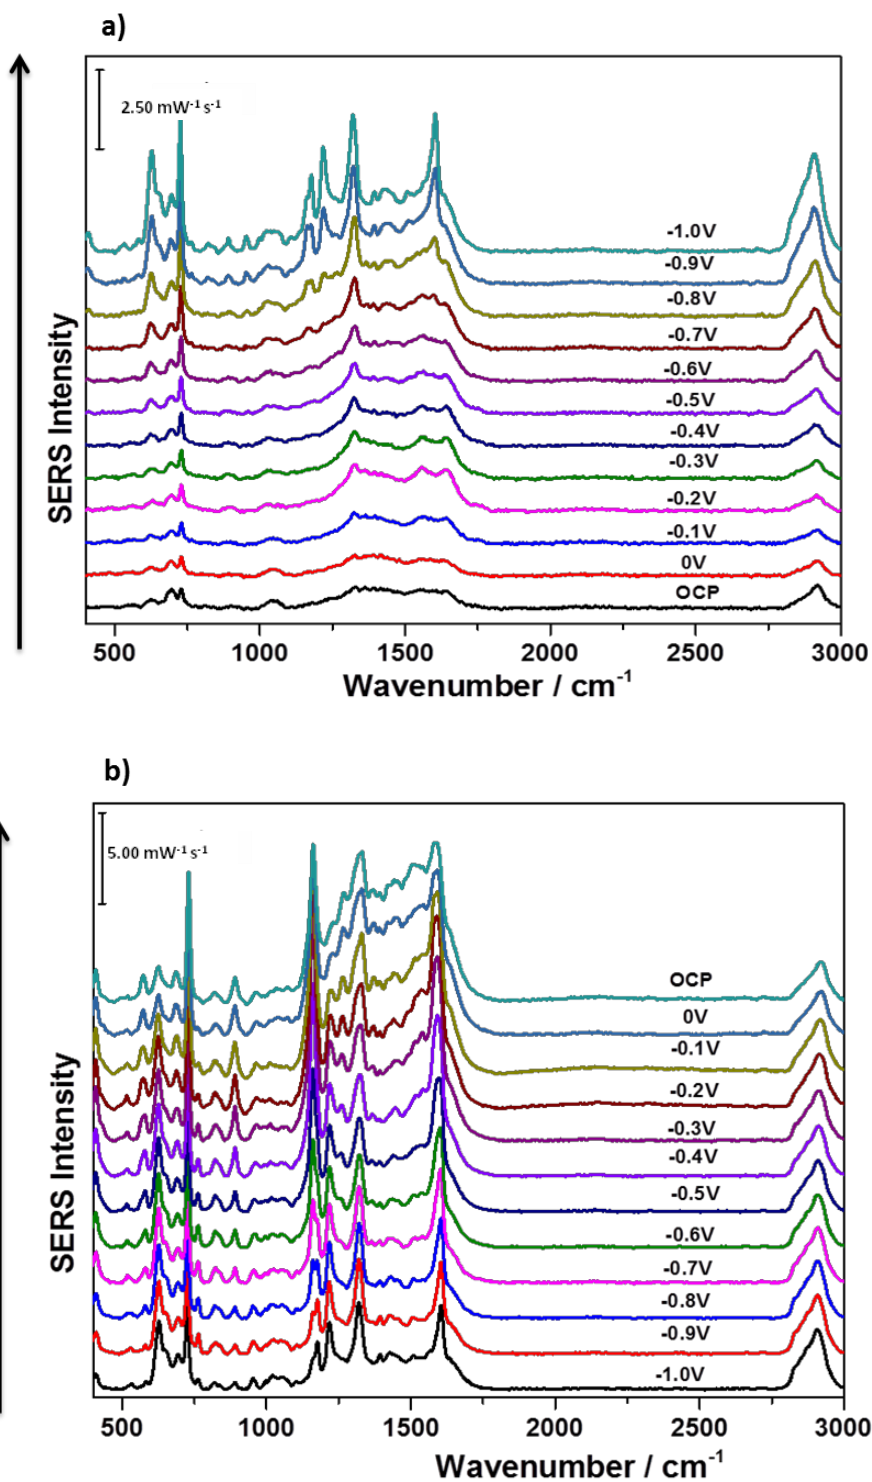 a)
2.50 mW⁻¹ s⁻¹
-1.0V
-0.9V
-0.8V
-0.7V
-0.6V
-0.5V
-0.4V
-0.3V
-0.2V
-0.1V
0V
OCP
SERS Intensity
500 1000 1500 2000 2500 3000
Wavenumber / cm⁻¹
b)
5.00 mW⁻¹ s⁻¹
OCP
0V
-0.1V
-0.2V
-0.3V
-0.4V
-0.5V
-0.6V
-0.7V
-0.8V
-0.9V
-1.0V
SERS Intensity
500 1000 1500 2000 2500 3000
Wavenumber / cm⁻¹